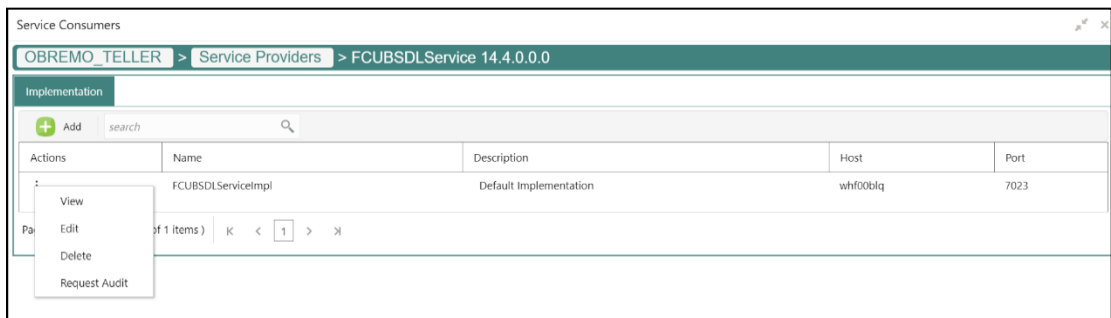 Service Consumers
OBREMO_TELLER > Service Providers > FCUBSDLService 14.4.0.0.0
Implementation
Add search
Actions Name Description Host Port
FCUBSDLServiceImpl Default Implementation whf00blq 7023
View
Edit
Pa of 1 items ) K < 1 > >|
Delete
Request Audit